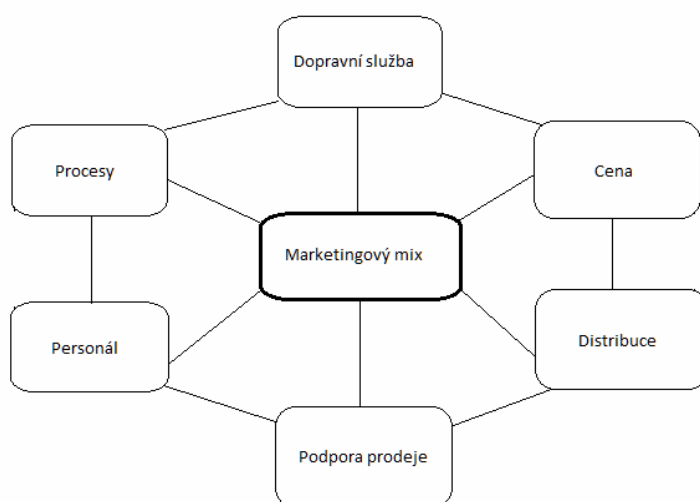 Dopravní služba
Procesy
Cena
Marketingový mix
Personál
Distribuce
Podpora prodeje